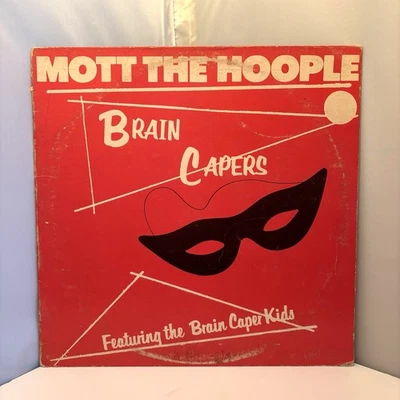 MOTT THE HOOPLE
BRAIN
CAPERS
Featuring the Brain Caper Kids